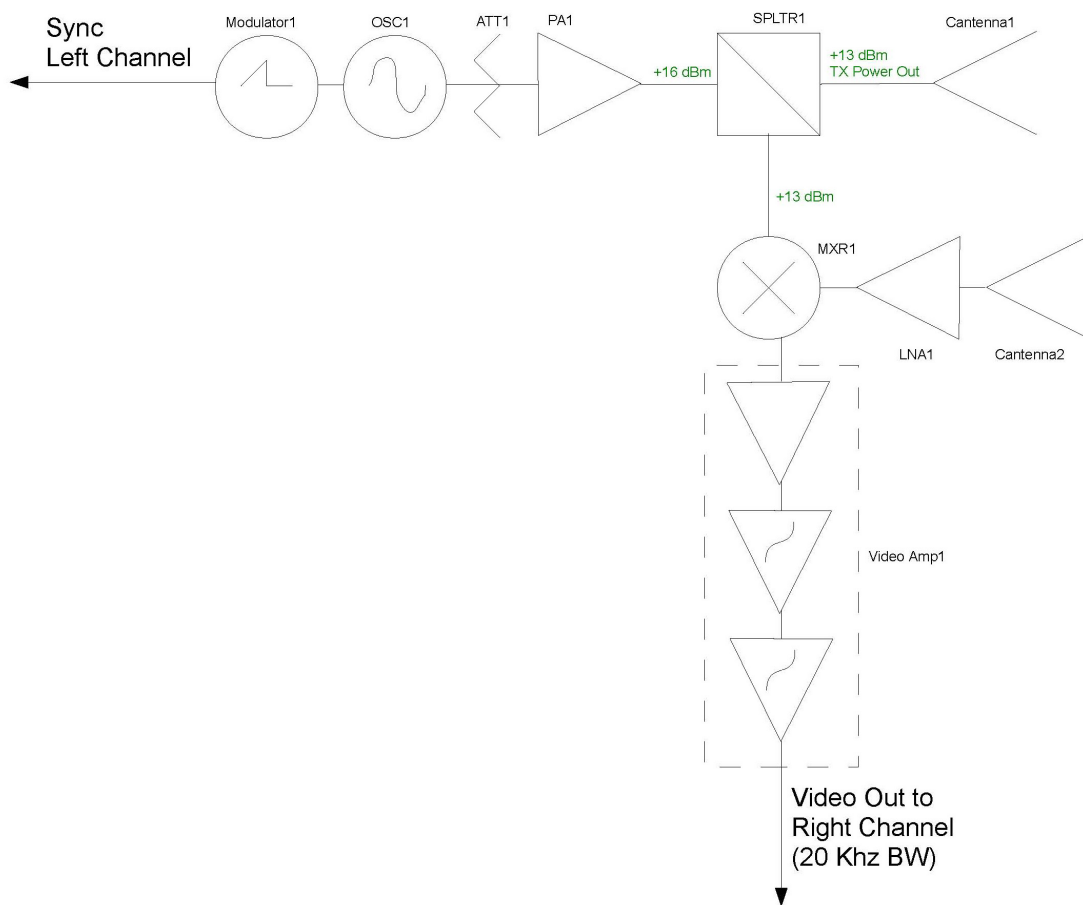 Sync
Left Channel
Modulator1
OSC1
ATT1
PA1
SPLTR1
Cantenna1
+16 dBm
+13 dBm
TX Power Out
+13 dBm
MXR1
LNA1
Cantenna2
Video Amp1
Video Out to
Right Channel
(20 Khz BW)